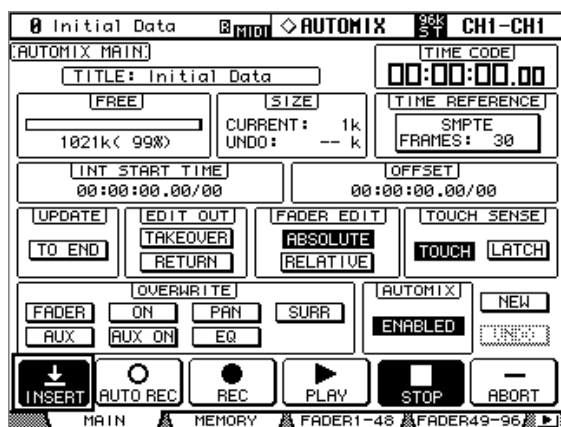 0 Initial Data B MIDI ◇AUTOMIX 96K ST CH1-CH1
AUTOMIX MAIN
TITLE: Initial Data
TIME CODE
00:00:00.00
FREE
1021k( 99%)
SIZE
CURRENT: 1k
UNDO: -- k
TIME REFERENCE
SMPTE
FRAMES: 30
INT START TIME
00:00:00.00/00
OFFSET
00:00:00.00/00
UPDATE
TO END
EDIT OUT
TAKEOVER
RETURN
FADER EDIT
ABSOLUTE
RELATIVE
TOUCH SENSE
TOUCH LATCH
OVERWRITE
FADER ON PAN SURR
AUX AUX ON EQ
AUTOMIX
ENABLED
NEW
UNDO
INSERT AUTO REC REC PLAY STOP ABORT
MAIN MEMORY FADER1-48 FADER49-96